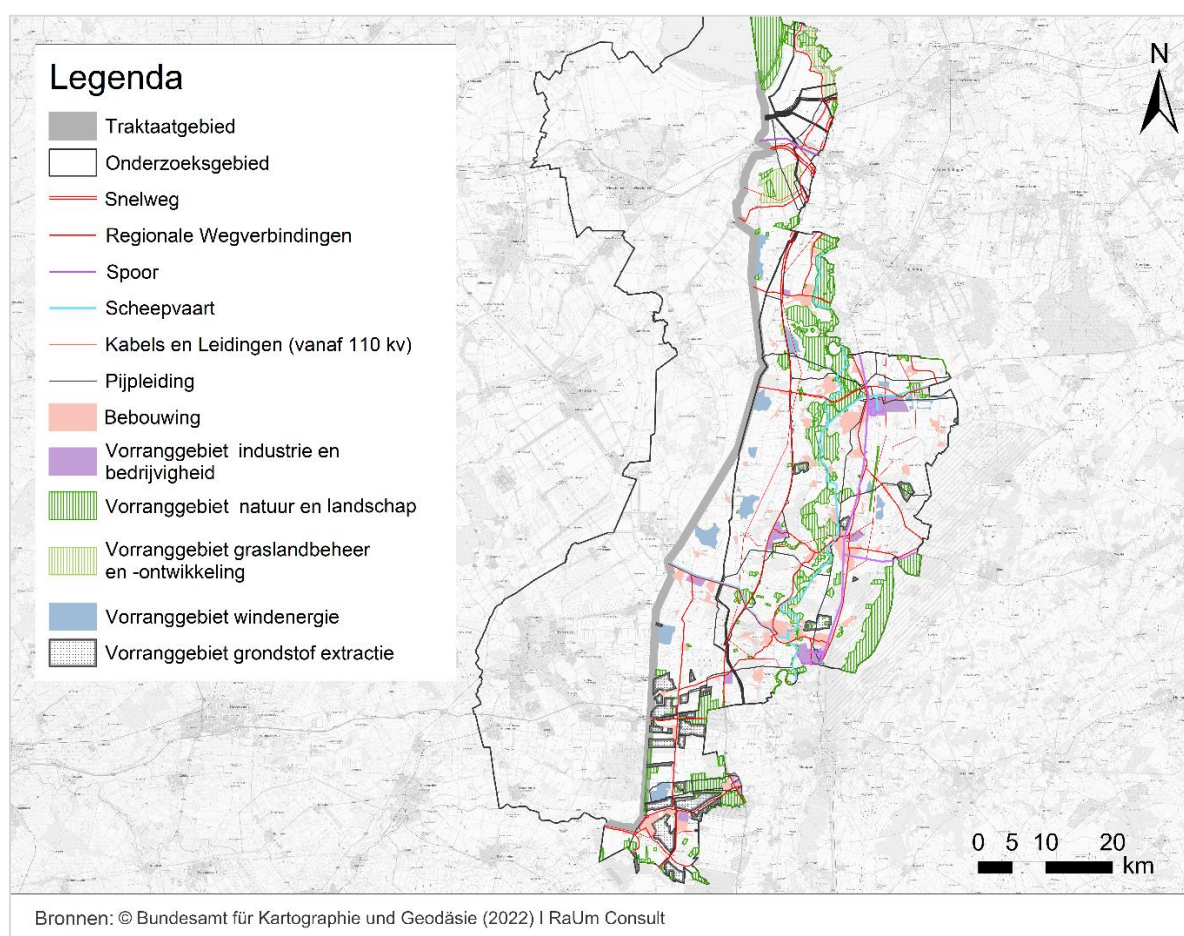 Legenda
Traktaatgebied
Onderzoeksgebied
Snelweg
Regionale Wegverbindingen
Spoor
Scheepvaart
Kabels en Leidingen (vanaf 110 kv)
Pijpleiding
Bebouwing
Vorranggebiet industrie en
bedrijvigheid
Vorranggebiet natuur en landschap
Vorranggebiet graslandbeheer
en -ontwikkeling
Vorranggebiet windenergie
Vorranggebiet grondstof extractie
N
0 5 10 20
km
Bronnen: © Bundesamt für Kartographie und Geodäsie (2022) I RaUm Consult